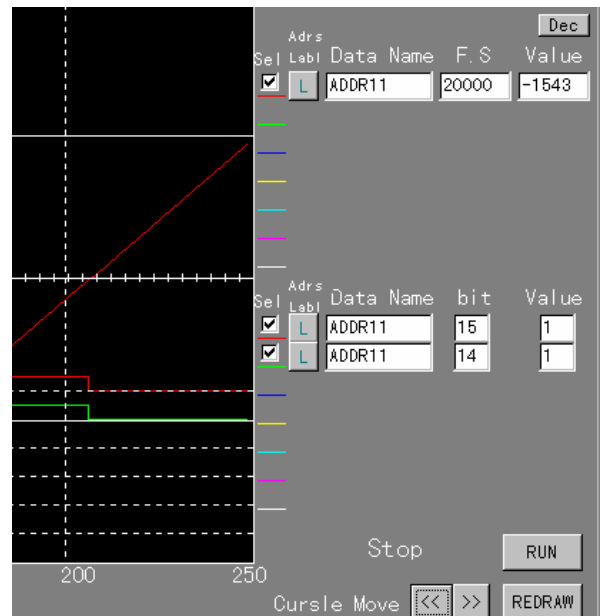 Dec
Adrs
Sel Labl Data Name F.S Value
L ADDR11 20000 -1543
Adrs
Sel Labl Data Name bit Value
L ADDR11 15 1
L ADDR11 14 1
Stop RUN
200 250
Cursle Move << >> REDRAW